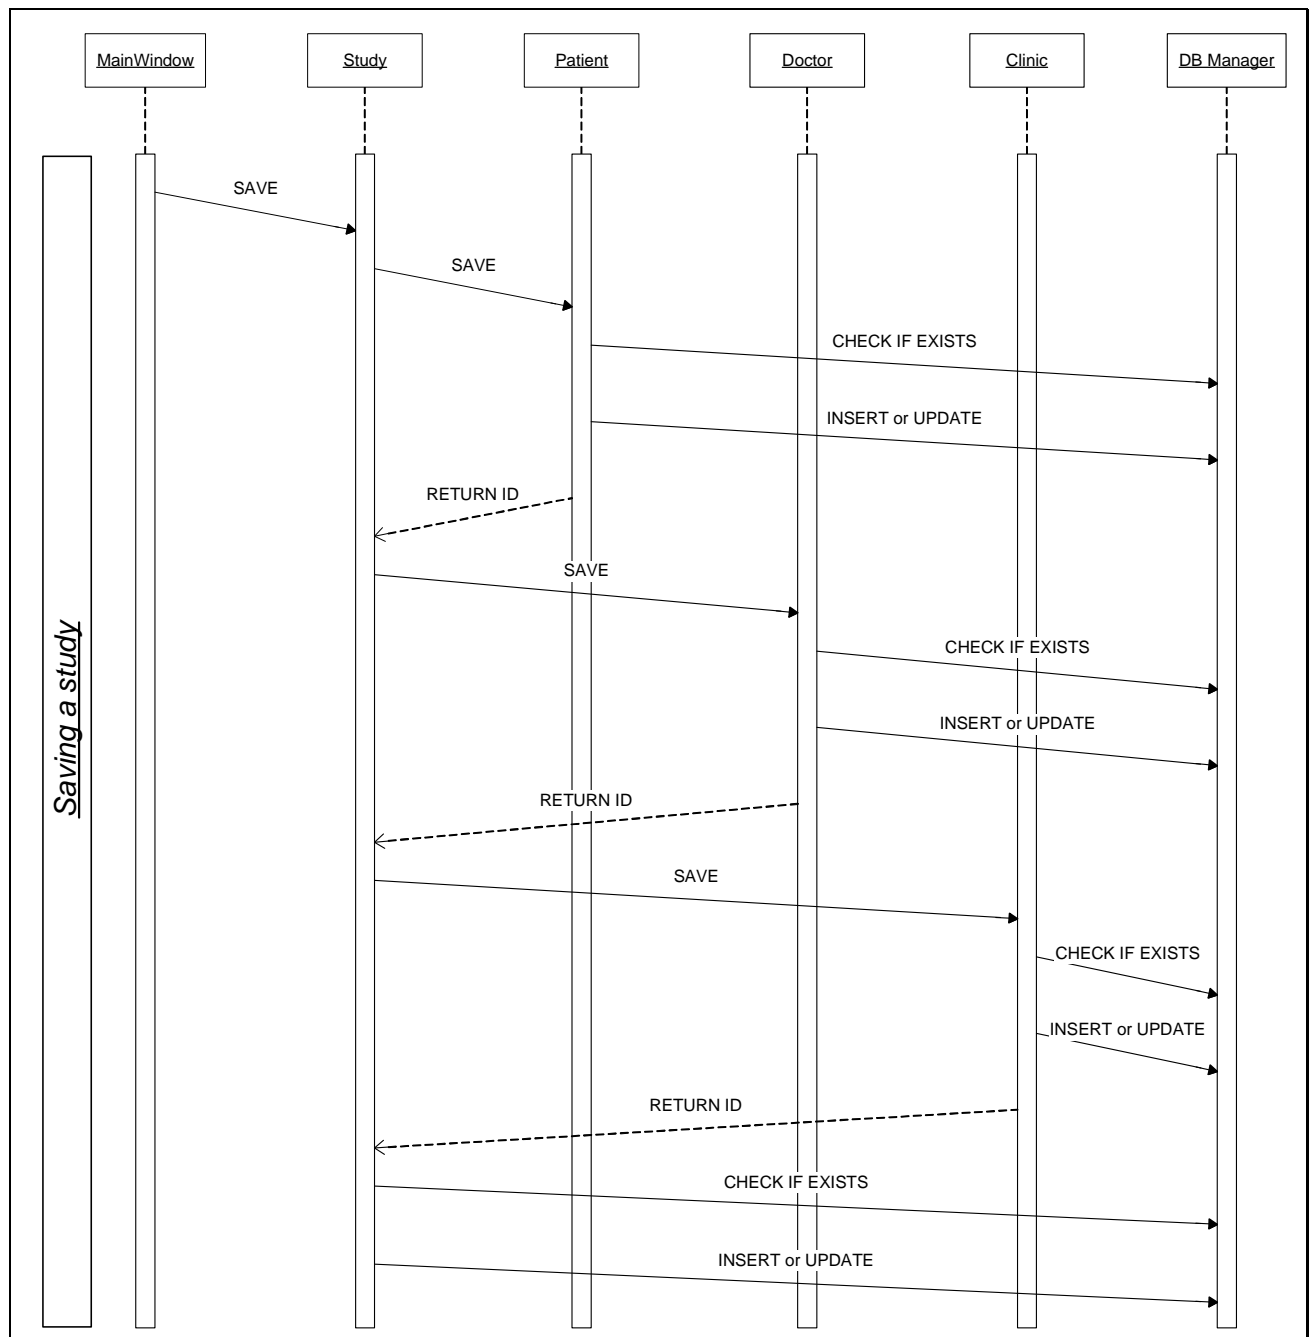 MainWindow
Study
Patient
Doctor
Clinic
DB Manager
SAVE
SAVE
CHECK IF EXISTS
INSERT or UPDATE
RETURN ID
SAVE
CHECK IF EXISTS
Saving a study
INSERT or UPDATE
RETURN ID
SAVE
CHECK IF EXISTS
INSERT or UPDATE
RETURN ID
CHECK IF EXISTS
INSERT or UPDATE